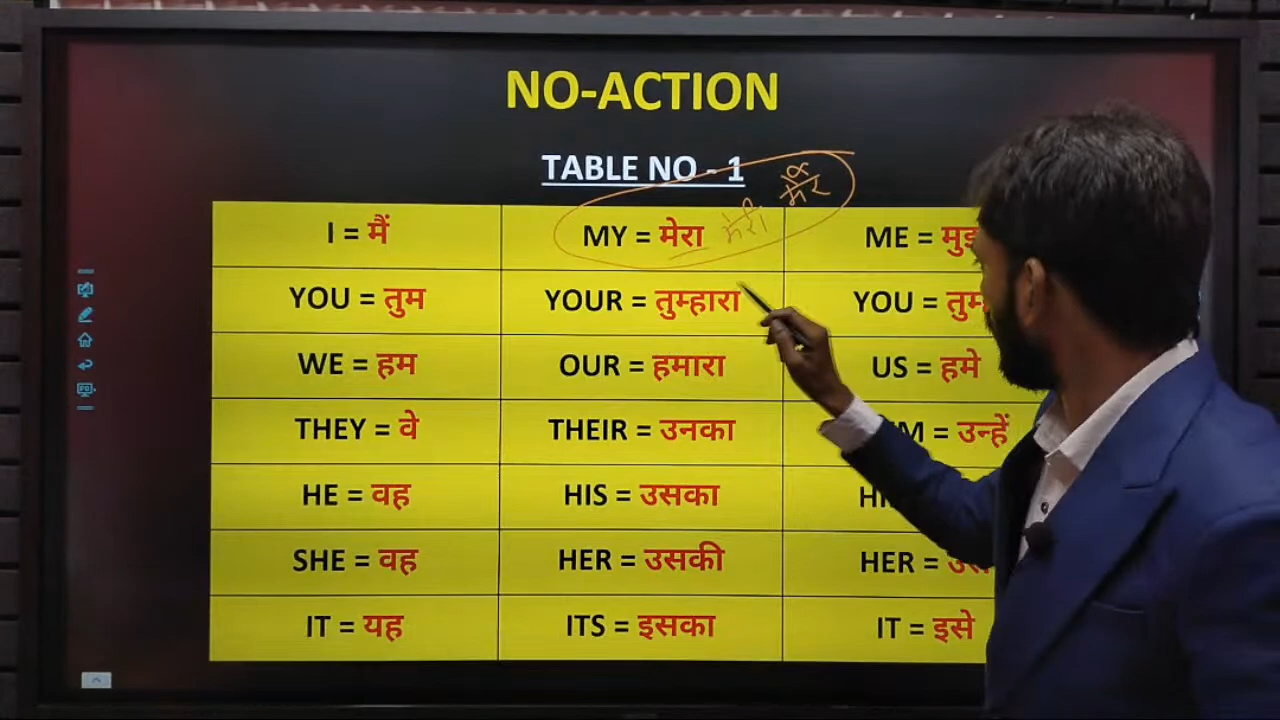 NO-ACTION
TABLE NO - 1
I = मैं MY = मेरा मेरी मेरे ME =
YOU = तुम YOUR = तुम्हारा YOU =
WE = हम OUR = हमारा US = हमे
THEY = वे THEIR = उनका = उन्हें
HE = वह HIS = उसका
SHE = वह HER = उसकी HER =
IT = यह ITS = इसका IT = इसे